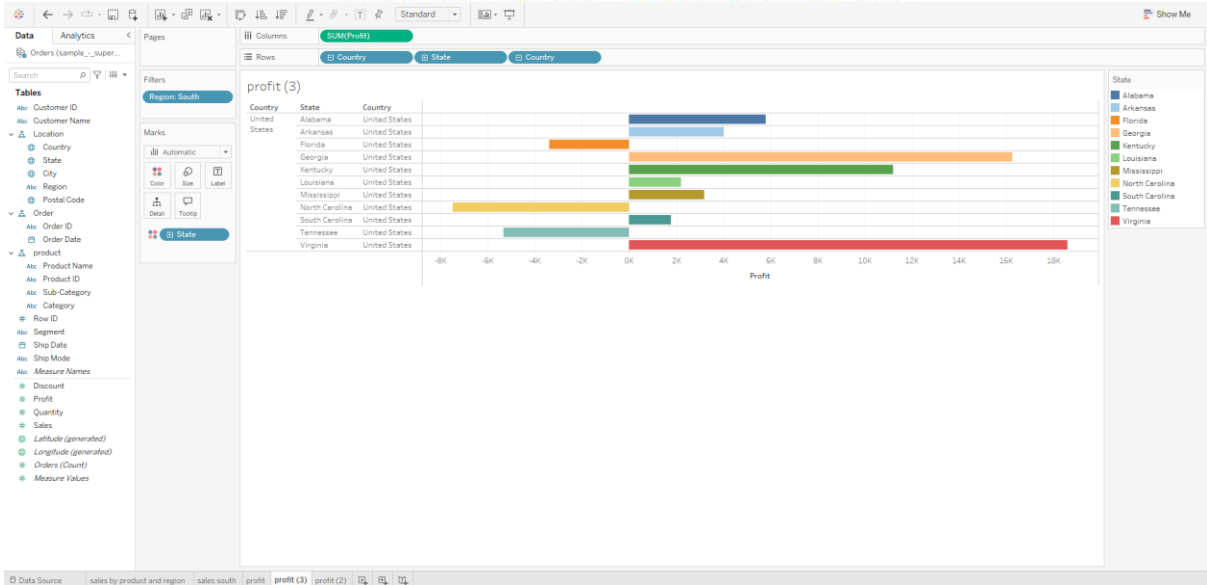 Standard
Show Me
Data
Analytics
Orders (sample_-_super...
Search
Tables
Abc Customer ID
Abc Customer Name
Location
Country
State
City
Abc Region
Postal Code
Order
Abc Order ID
Order Date
product
Abc Product Name
Abc Product ID
Abc Sub-Category
Abc Category
# Row ID
Abc Segment
Ship Date
Abc Ship Mode
Abc Measure Names
# Discount
# Profit
# Quantity
# Sales
Latitude (generated)
Longitude (generated)
# Orders (Count)
# Measure Values
Pages
Filters
Region: South
Marks
Automatic
Color Size Label
Detail Tooltip
State
Columns
SUM(Profit)
Rows
Country State Country
profit (3)
Country State Country
United States
Alabama United States
Arkansas United States
Florida United States
Georgia United States
Kentucky United States
Louisiana United States
Mississippi United States
North Carolina United States
South Carolina United States
Tennessee United States
Virginia United States
-8K -6K -4K -2K 0K 2K 4K 6K 8K 10K 12K 14K 16K 18K
Profit
State
Alabama
Arkansas
Florida
Georgia
Kentucky
Louisiana
Mississippi
North Carolina
South Carolina
Tennessee
Virginia
Data Source sales by product and region sales south profit profit (3) profit (2)